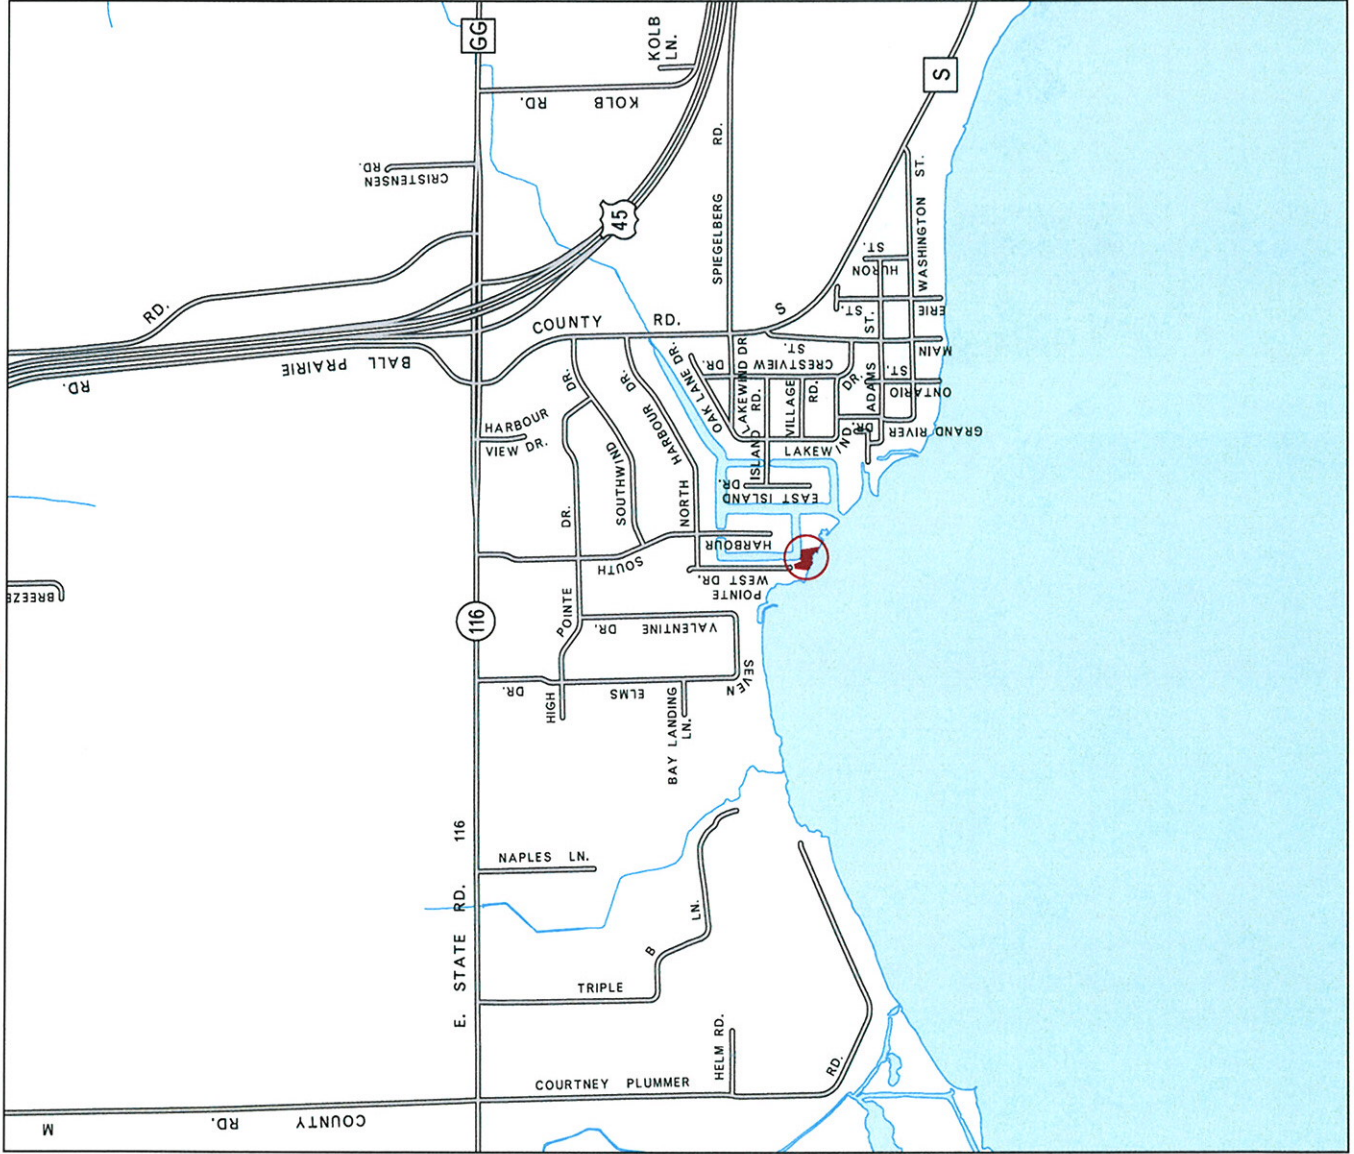 GG
KOLB
LN.
KOLB RD.
S
CRISTENSEN
RD.
45
SPIEGELBERG RD.
WASHINGTON ST.
HURON
ST.
ERIE
ST.
RD.
COUNTY RD. S
MAIN
ST.
BALL PRAIRIE
RD.
OAK LANE DR.
CRESTVIEW
DR.
LAKEWIND DR.
ADAMS ST.
ONTARIO
ST.
VILLAGE
RD.
ISLAND RD.
HARBOUR
VIEW DR.
SOUTHWIND DR.
NORTH HARBOUR DR.
LAKEWIND DR.
GRAND RIVER
DR.
EAST ISLAND
DR.
HARBOUR
SOUTH
WEST DR.
POINTE
BREEZE
116
HIGH POINTE DR.
VALENTINE DR.
SEVEN
ELMS
DR.
BAY LANDING
LN.
NAPLES LN.
E. STATE RD. 116
TRIPLE B LN.
HELM RD.
COURTNEY PLUMMER RD.
COUNTY RD. M